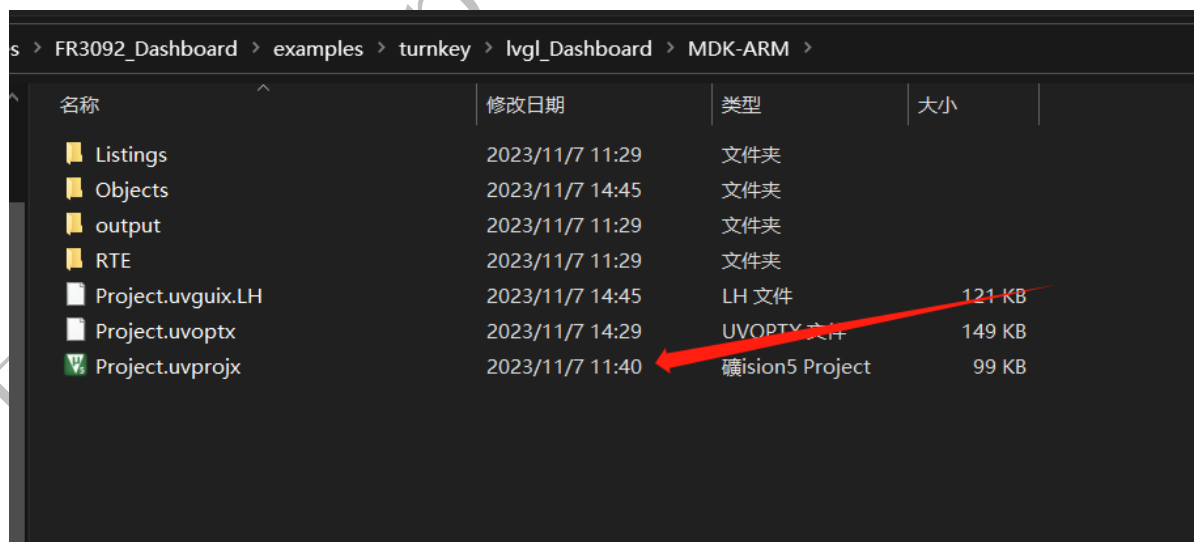 s > FR3092_Dashboard > examples > turnkey > lvgl_Dashboard > MDK-ARM >
名称 修改日期 类型 大小
Listings 2023/11/7 11:29 文件夹
Objects 2023/11/7 14:45 文件夹
output 2023/11/7 11:29 文件夹
RTE 2023/11/7 11:29 文件夹
Project.uvguix.LH 2023/11/7 14:45 LH 文件 121 KB
Project.uvoptx 2023/11/7 14:29 UVOPTX 文件 149 KB
Project.uvprojx 2023/11/7 11:40 礦ision5 Project 99 KB